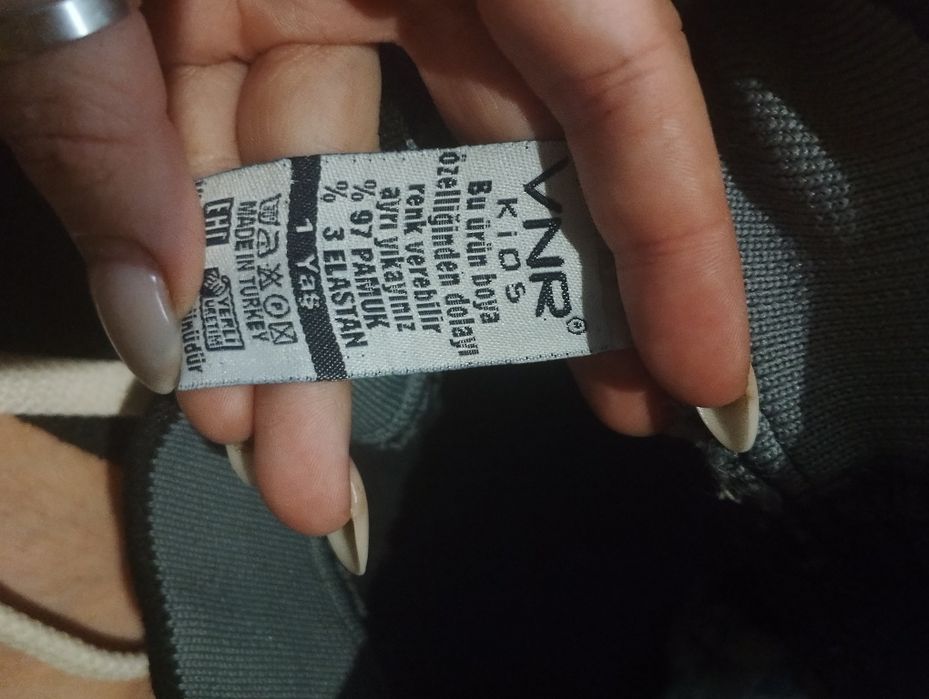 VNR®
KiDS
Bu ürün boya
özelliğinden dolayı
renk verebilir
ayrı yıkayınız
% 97 PAMUK
% 3 ELASTAN
1 Yaş
MADE IN TURKEY
YERLİ
ÜRETİM